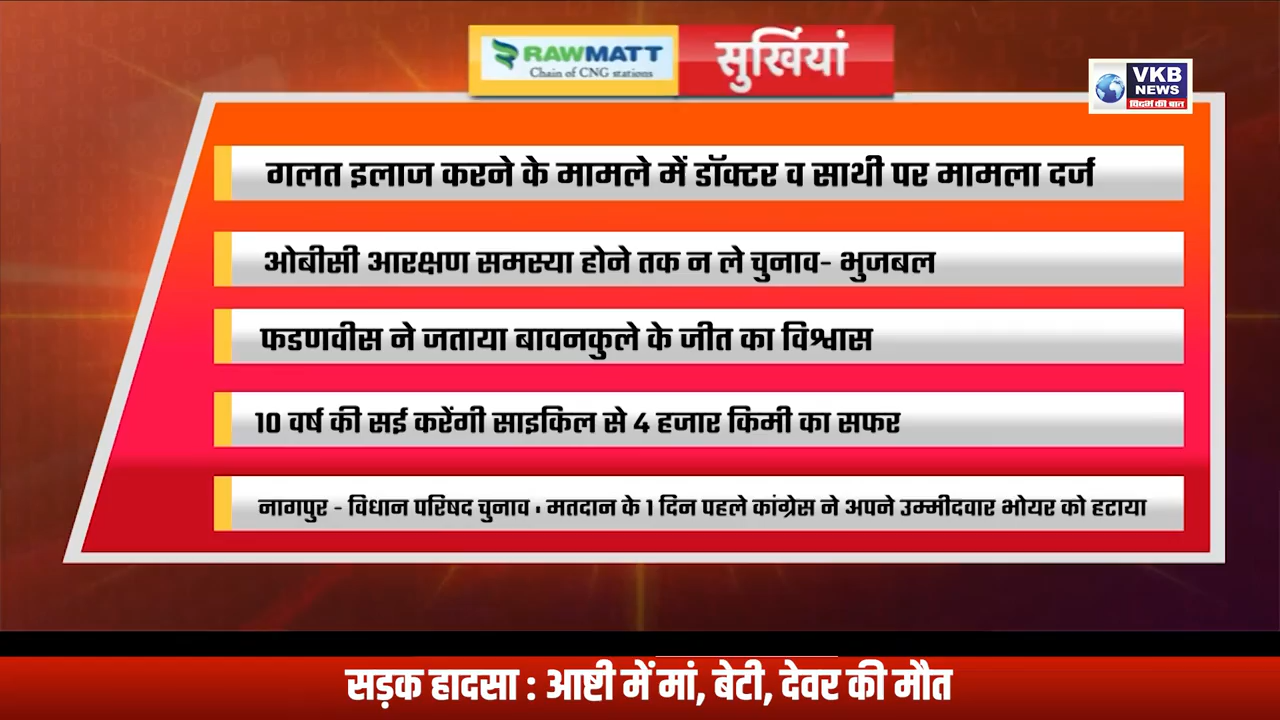 RAWMATT
Chain of CNG stations
सुर्खियां
VKB
NEWS
विदर्भ की बात
गलत इलाज करने के मामले में डॉक्टर व साथी पर मामला दर्ज
ओबीसी आरक्षण समस्या होने तक न ले चुनाव- भुजबल
फडणवीस ने जताया बावनकुले के जीत का विश्वास
10 वर्ष की सई करेंगी साइकिल से 4 हजार किमी का सफर
नागपुर - विधान परिषद चुनाव : मतदान के 1 दिन पहले कांग्रेस ने अपने उम्मीदवार भोयर को हटाया
सड़क हादसा : आष्टी में मां, बेटी, देवर की मौत